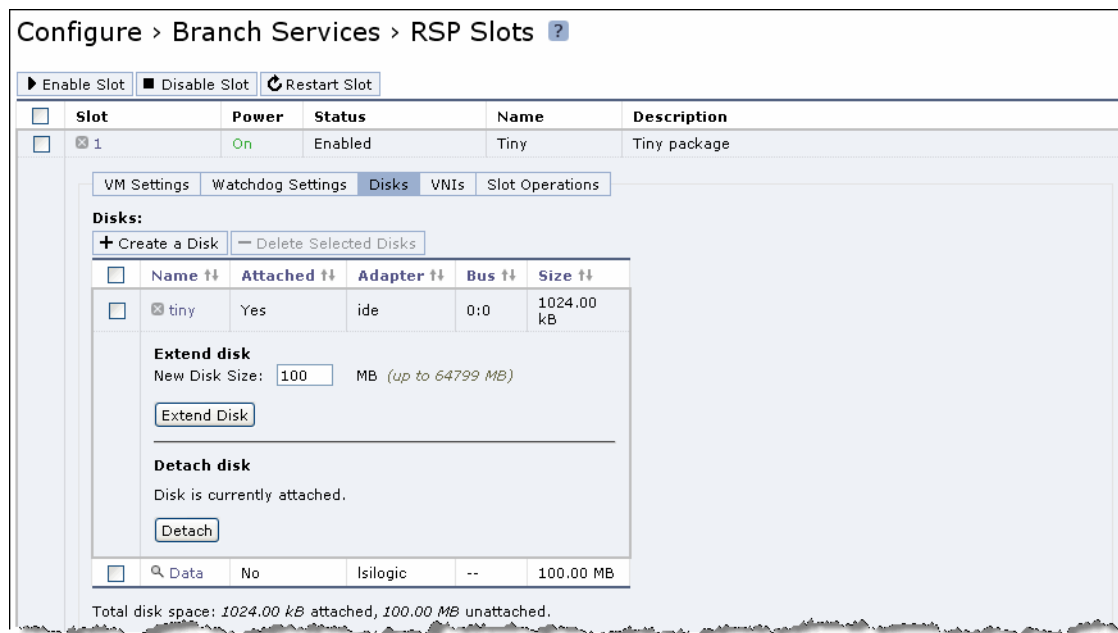 Configure › Branch Services › RSP Slots ?
Enable Slot Disable Slot Restart Slot
Slot Power Status Name Description
1 On Enabled Tiny Tiny package
VM Settings Watchdog Settings Disks VNIs Slot Operations
Disks:
+ Create a Disk — Delete Selected Disks
Name Attached Adapter Bus Size
tiny Yes ide 0:0 1024.00
kB
Extend disk
New Disk Size: 100 MB (up to 64799 MB)
Extend Disk
Detach disk
Disk is currently attached.
Detach
Data No lsilogic -- 100.00 MB
Total disk space: 1024.00 kB attached, 100.00 MB unattached.